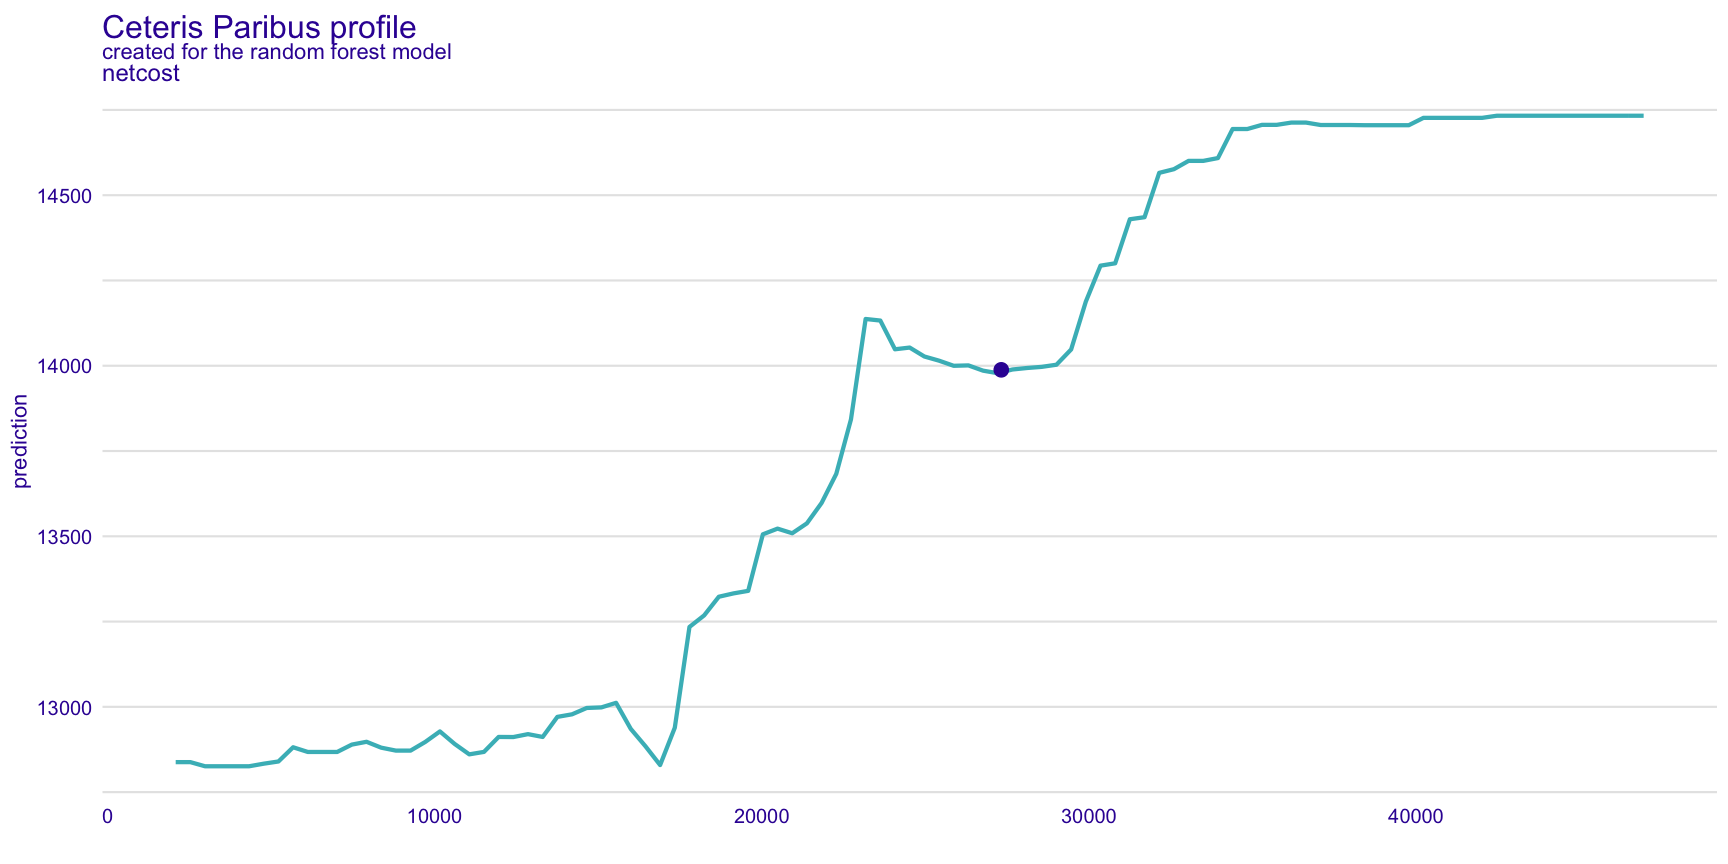 Ceteris Paribus profile
created for the random forest model
netcost
prediction
14500
14000
13500
13000
0 10000 20000 30000 40000